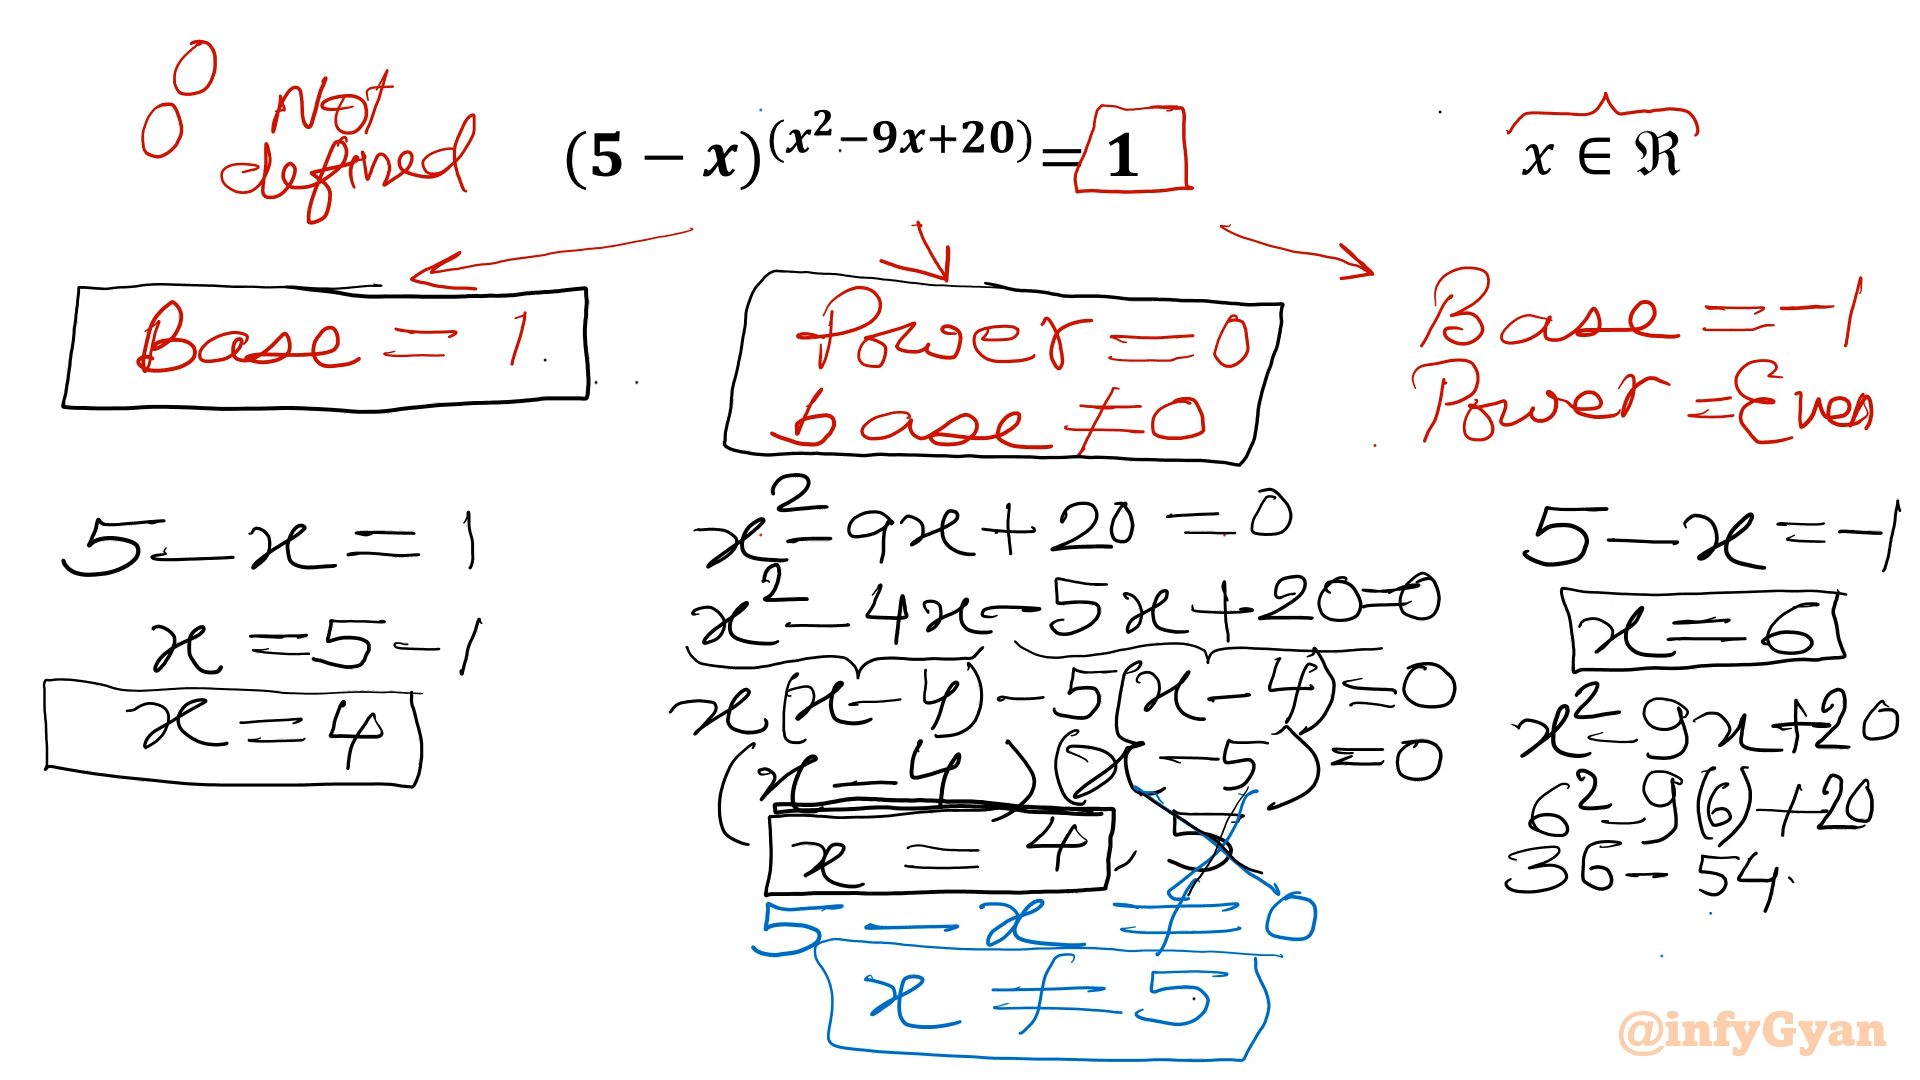 0
0
Not
defined
(5 − x)^(x²−9x+20) = 1
x ∈ ℜ
Base = 1
Power = 0
base ≠ 0
Base = −1
Power = Even
5 − x = 1
x = 5 − 1
x = 4
x² − 9x + 20 = 0
x² − 4x − 5x + 20 = 0
x(x − 4) − 5(x − 4) = 0
(x − 4)(x − 5) = 0
x = 4, 5
5 − x ≠ 0
x ≠ 5
5 − x = −1
x = 6
x² − 9x + 20
6² − 9(6) + 20
36 − 54
@infyGyan